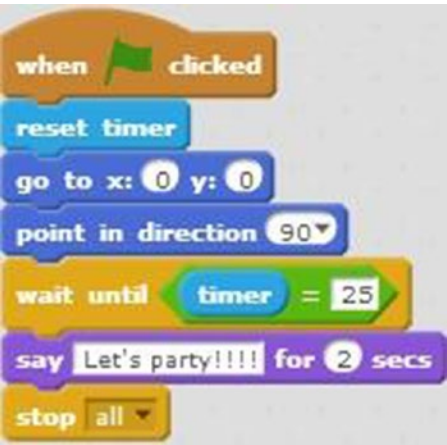 when clicked
reset timer
go to x: 0 y: 0
point in direction 90
wait until timer = 25
say Let's party!!!! for 2 secs
stop all